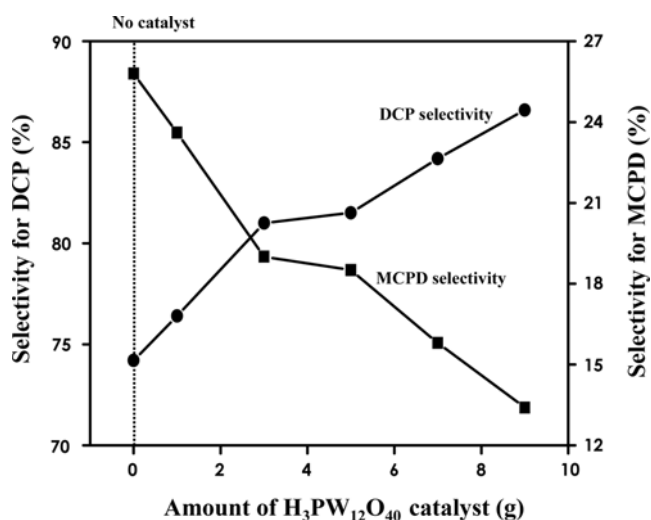 No catalyst
90
85
80
75
70
Selectivity for DCP (%)
27
24
21
18
15
12
Selectivity for MCPD (%)
DCP selectivity
MCPD selectivity
0 2 4 6 8 10
Amount of H₃PW₁₂O₄₀ catalyst (g)